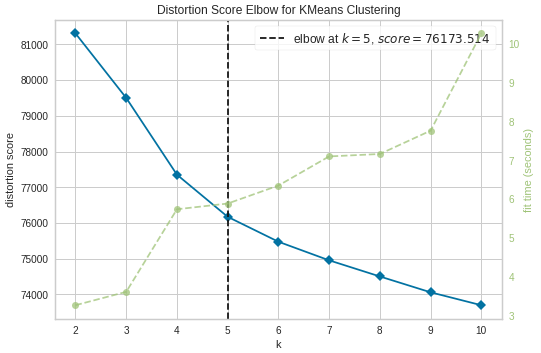 Distortion Score Elbow for KMeans Clustering
elbow at k = 5, score = 76173.514
distortion score
81000
80000
79000
78000
77000
76000
75000
74000
10
9
8
7
6
5
4
3
fit time (seconds)
2 3 4 5 6 7 8 9 10
k